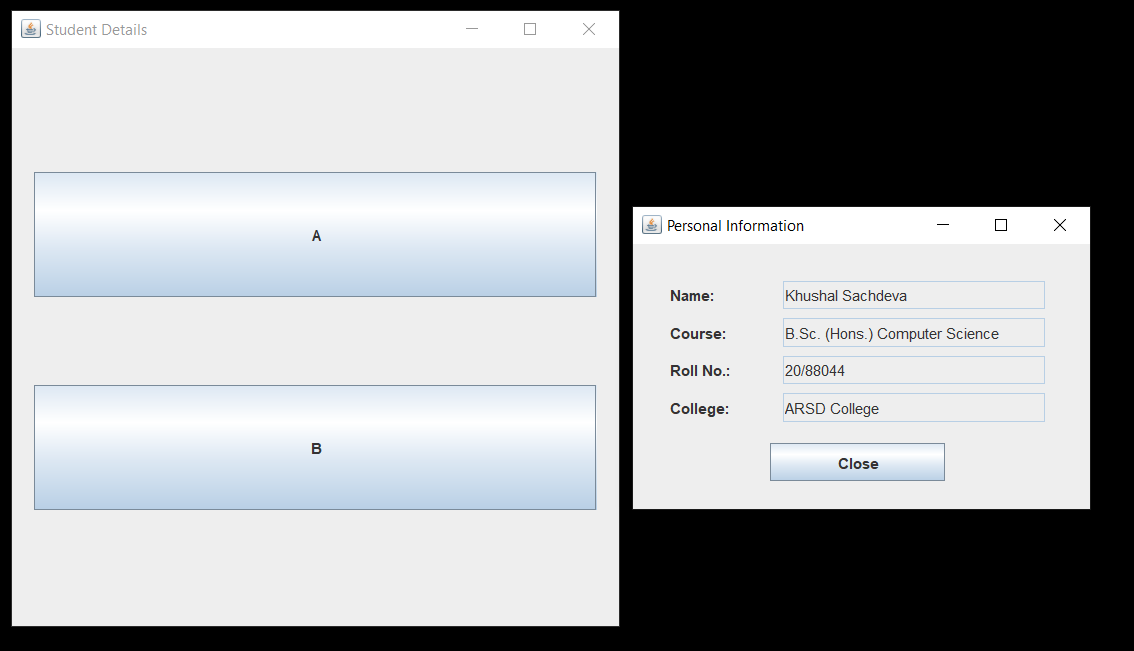 Student Details
A
B
Personal Information
Name: Khushal Sachdeva
Course: B.Sc. (Hons.) Computer Science
Roll No.: 20/88044
College: ARSD College
Close